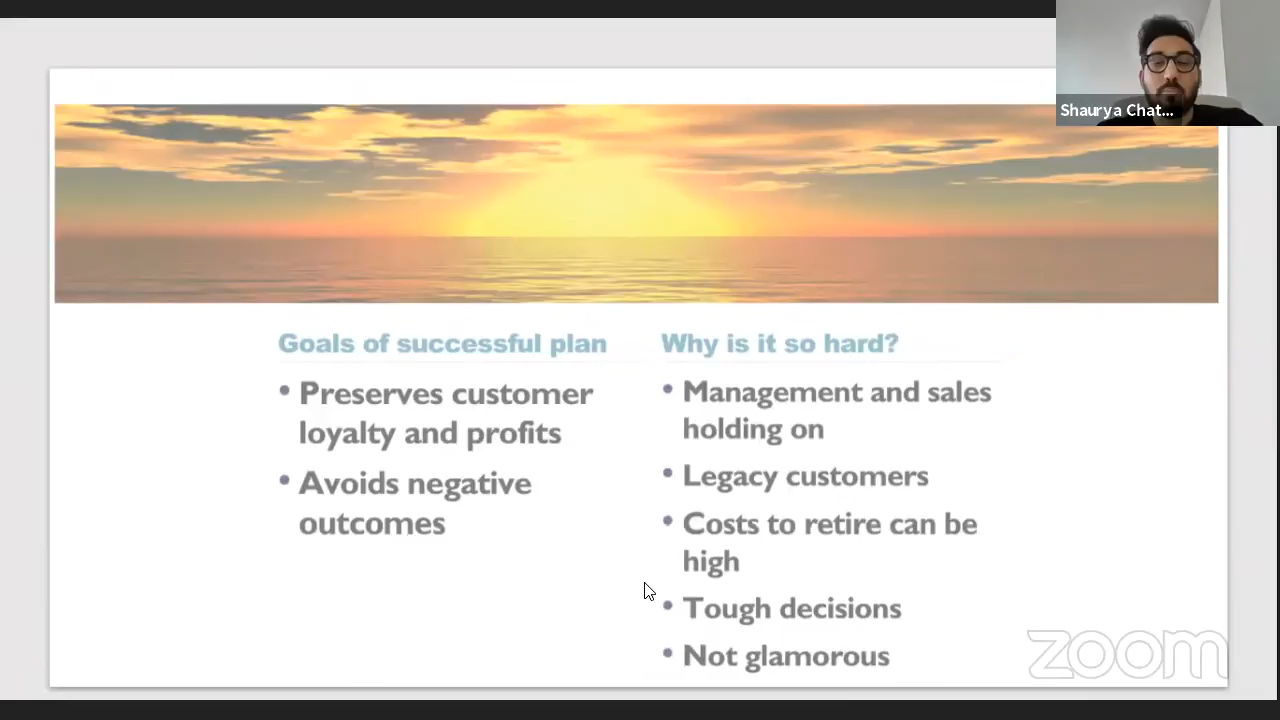 Shaurya Chat...
Goals of successful plan
• Preserves customer
loyalty and profits
• Avoids negative
outcomes
Why is it so hard?
• Management and sales
holding on
• Legacy customers
• Costs to retire can be
high
• Tough decisions
• Not glamorous
zoom